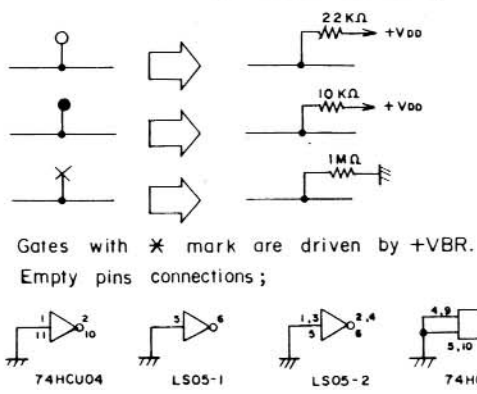 22KΩ
+VDD
10KΩ
+VDD
1MΩ
Gates with * mark are driven by +VBR.
Empty pins connections;
1 2
11 10
5 6
1,3 2,4
5 6
4,9
5,10
74HCU04 LS05-1 LS05-2